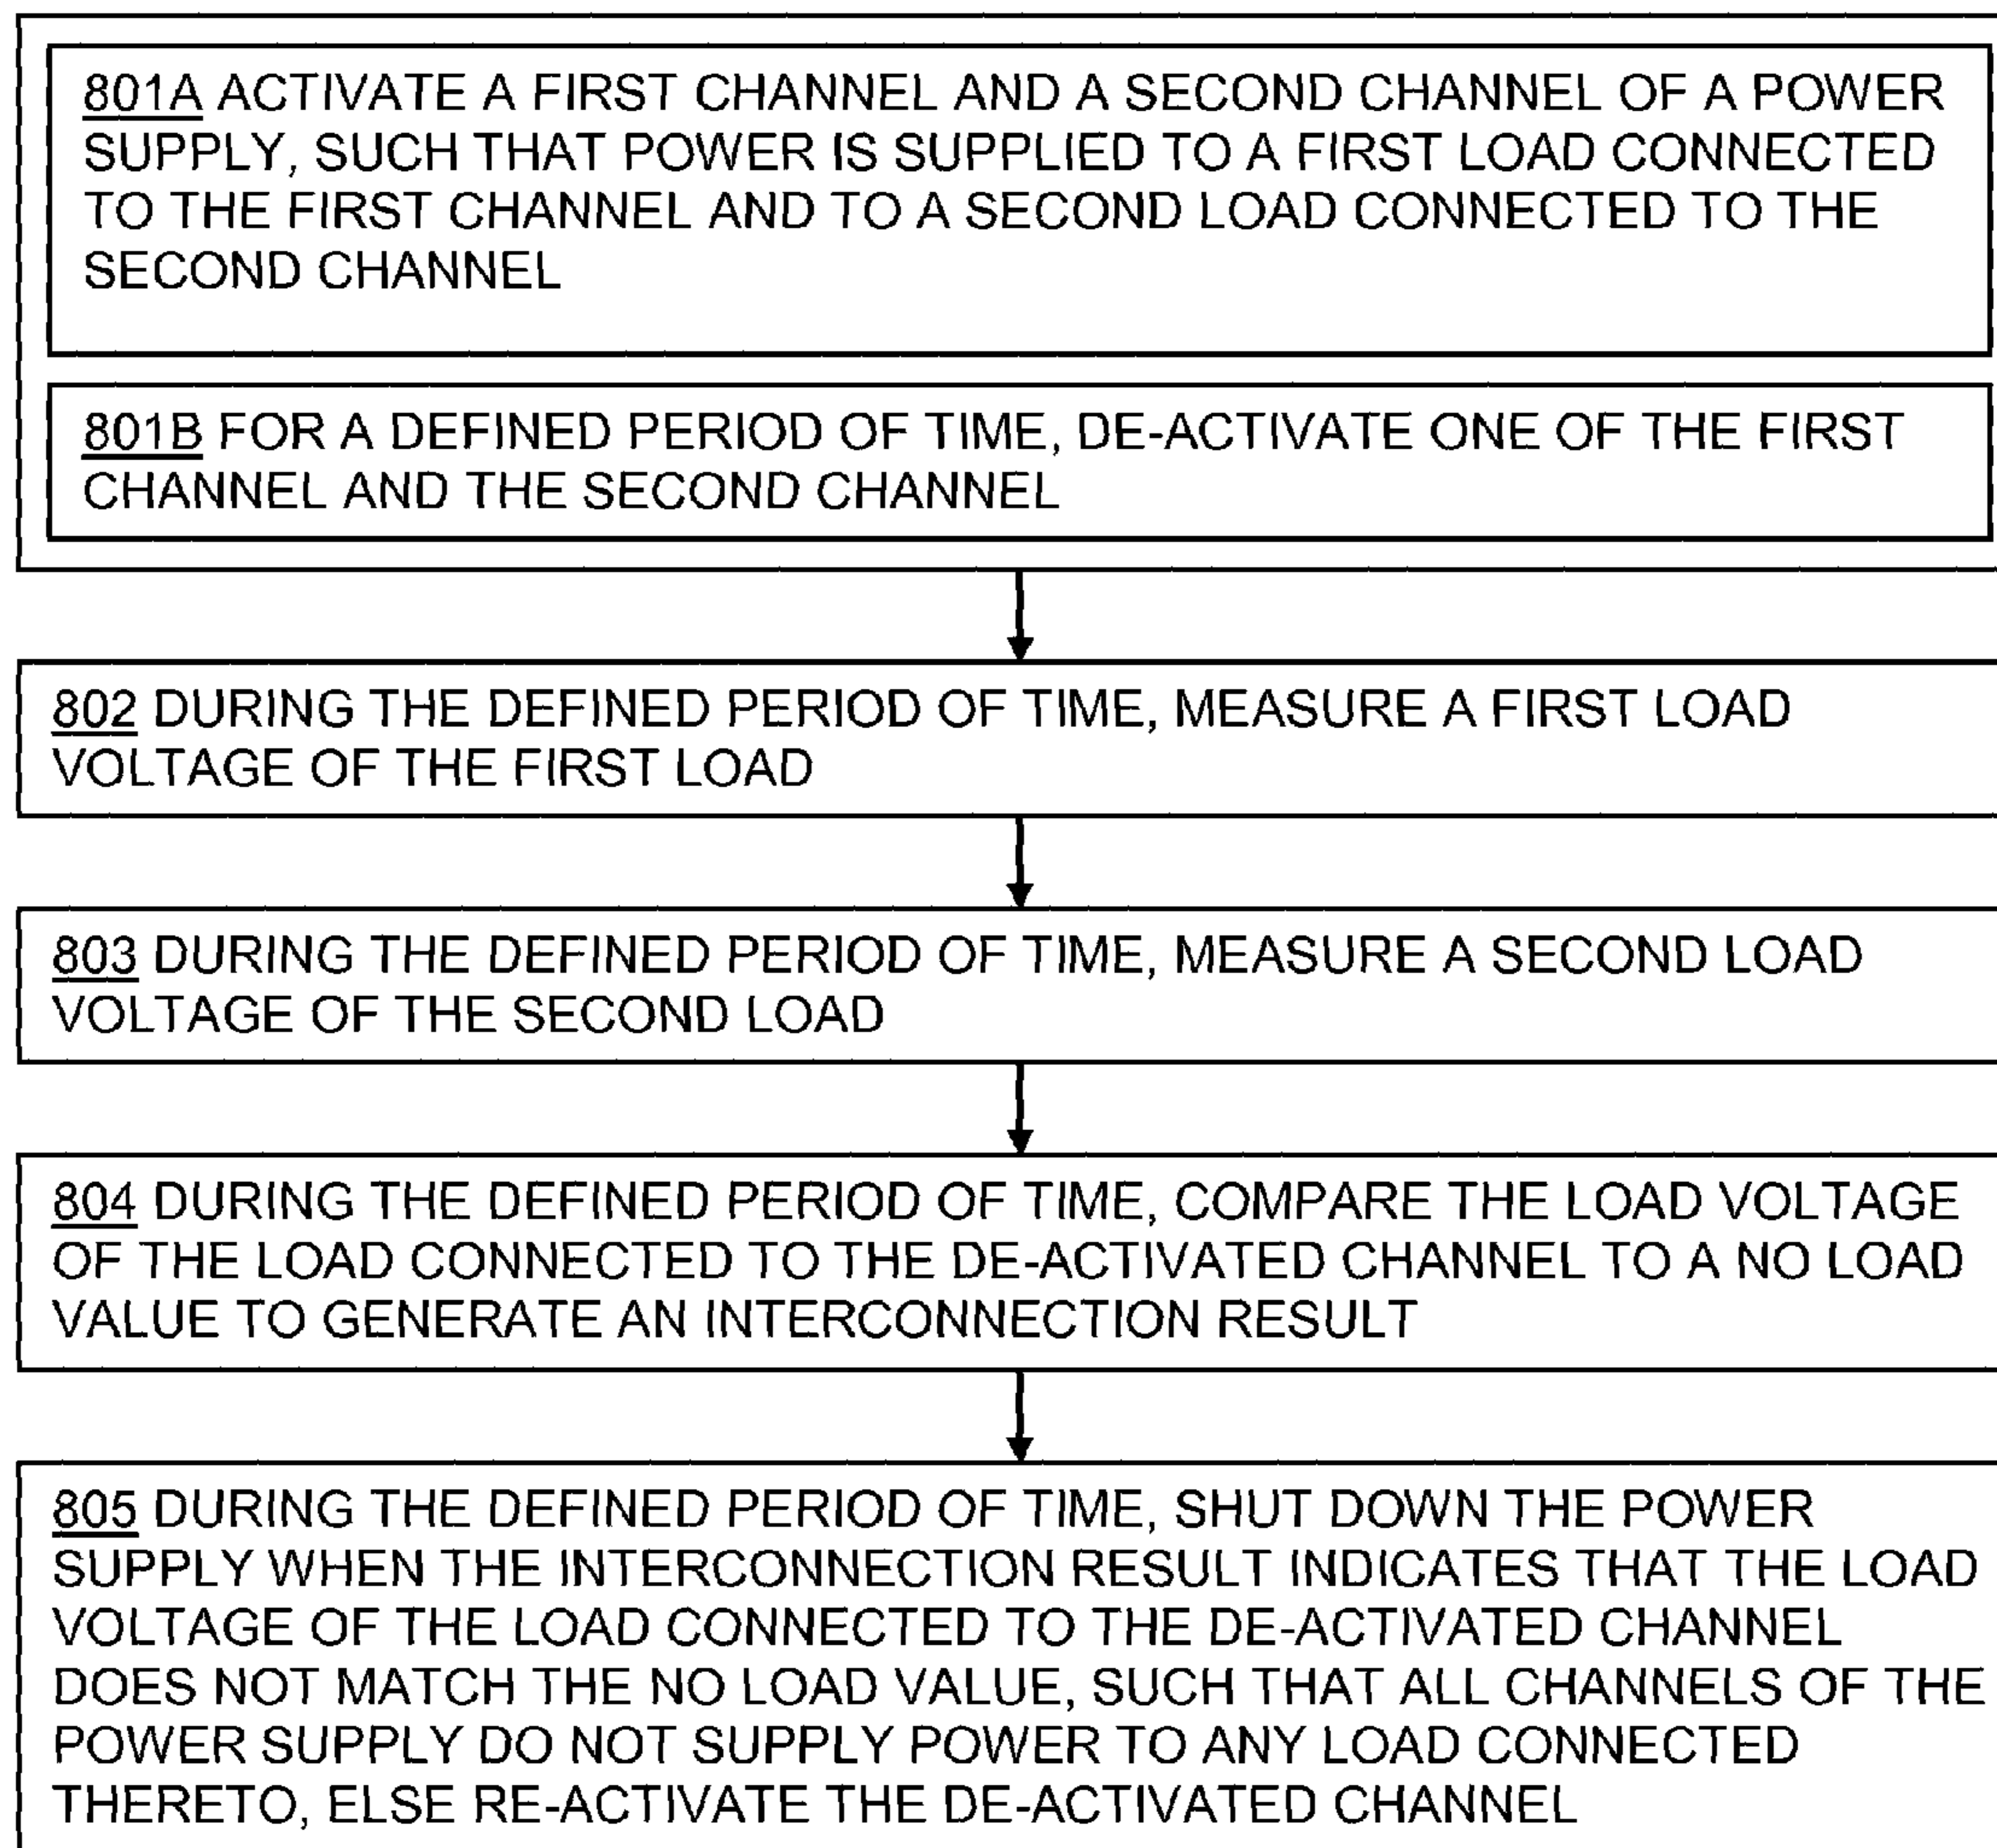 801A ACTIVATE A FIRST CHANNEL AND A SECOND CHANNEL OF A POWER
SUPPLY, SUCH THAT POWER IS SUPPLIED TO A FIRST LOAD CONNECTED
TO THE FIRST CHANNEL AND TO A SECOND LOAD CONNECTED TO THE
SECOND CHANNEL
801B FOR A DEFINED PERIOD OF TIME, DE-ACTIVATE ONE OF THE FIRST
CHANNEL AND THE SECOND CHANNEL
802 DURING THE DEFINED PERIOD OF TIME, MEASURE A FIRST LOAD
VOLTAGE OF THE FIRST LOAD
803 DURING THE DEFINED PERIOD OF TIME, MEASURE A SECOND LOAD
VOLTAGE OF THE SECOND LOAD
804 DURING THE DEFINED PERIOD OF TIME, COMPARE THE LOAD VOLTAGE
OF THE LOAD CONNECTED TO THE DE-ACTIVATED CHANNEL TO A NO LOAD
VALUE TO GENERATE AN INTERCONNECTION RESULT
805 DURING THE DEFINED PERIOD OF TIME, SHUT DOWN THE POWER
SUPPLY WHEN THE INTERCONNECTION RESULT INDICATES THAT THE LOAD
VOLTAGE OF THE LOAD CONNECTED TO THE DE-ACTIVATED CHANNEL
DOES NOT MATCH THE NO LOAD VALUE, SUCH THAT ALL CHANNELS OF THE
POWER SUPPLY DO NOT SUPPLY POWER TO ANY LOAD CONNECTED
THERETO, ELSE RE-ACTIVATE THE DE-ACTIVATED CHANNEL